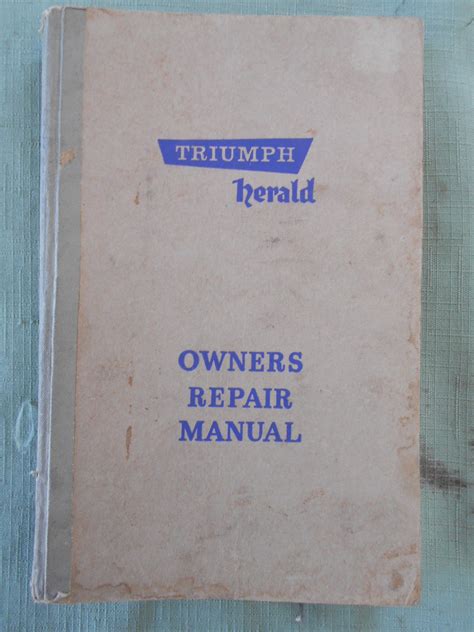 TRIUMPH
herald
OWNERS
REPAIR
MANUAL